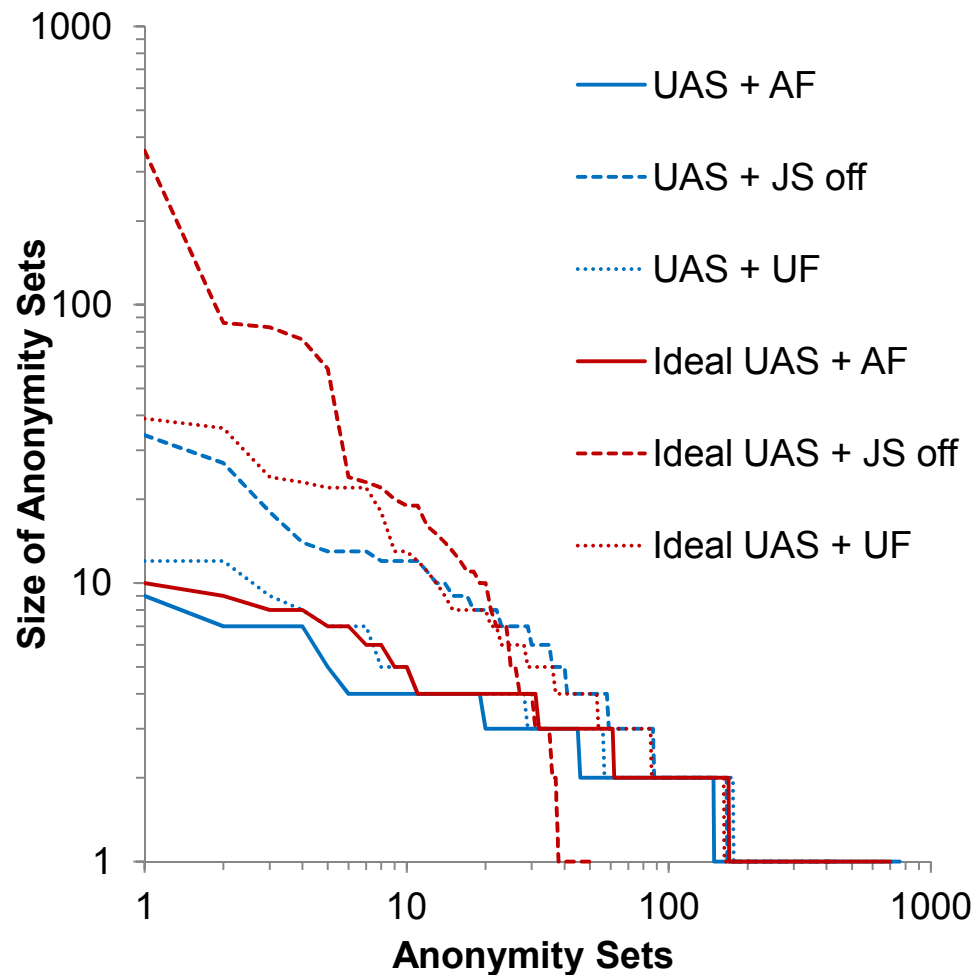 1000
UAS + AF
UAS + JS off
UAS + UF
100
Ideal UAS + AF
Ideal UAS + JS off
Ideal UAS + UF
10
1
Size of Anonymity Sets
1 10 100 1000
Anonymity Sets